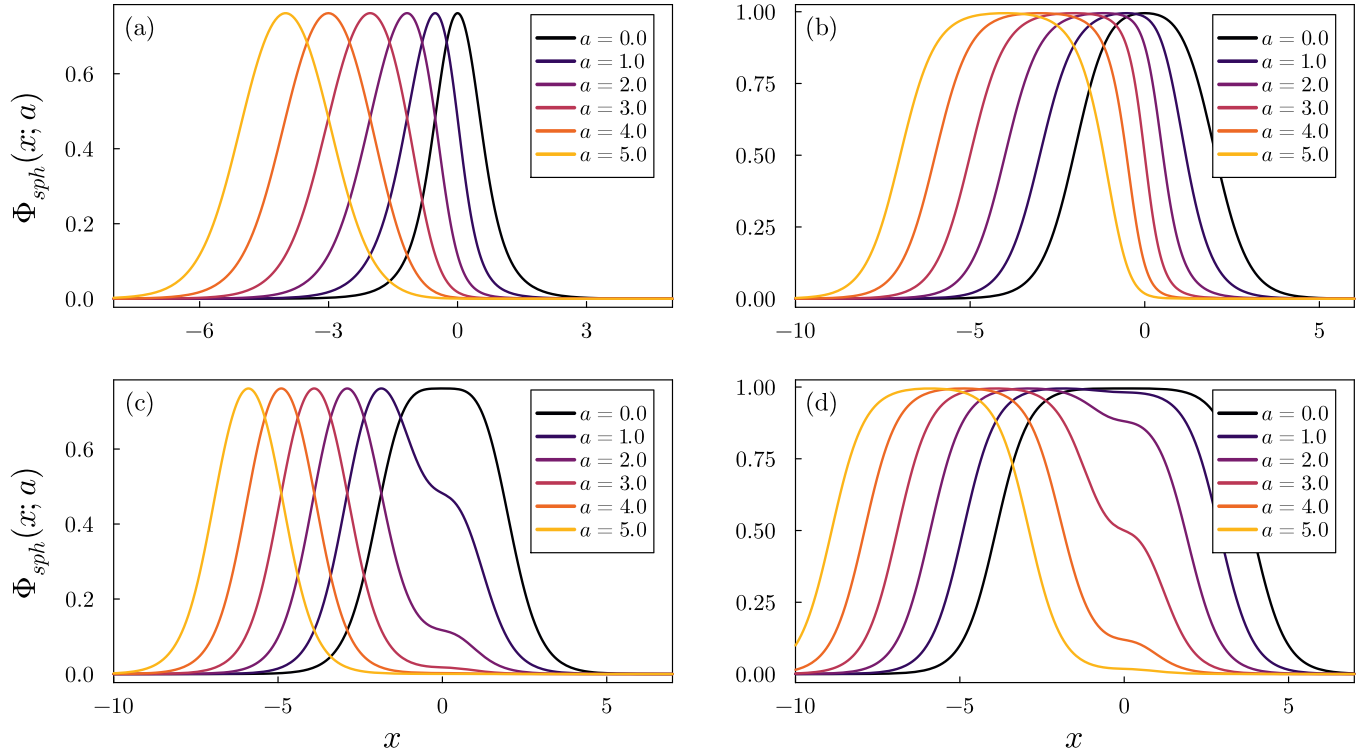 (a)
a = 0.0
a = 1.0
a = 2.0
a = 3.0
a = 4.0
a = 5.0
0.6
0.4
0.2
0.0
−6
−3
0
3
Φsph(x; a)
(b)
a = 0.0
a = 1.0
a = 2.0
a = 3.0
a = 4.0
a = 5.0
1.00
0.75
0.50
0.25
0.00
−10
−5
0
5
(c)
a = 0.0
a = 1.0
a = 2.0
a = 3.0
a = 4.0
a = 5.0
0.6
0.4
0.2
0.0
−10
−5
0
5
Φsph(x; a)
x
(d)
a = 0.0
a = 1.0
a = 2.0
a = 3.0
a = 4.0
a = 5.0
1.00
0.75
0.50
0.25
0.00
−10
−5
0
5
x